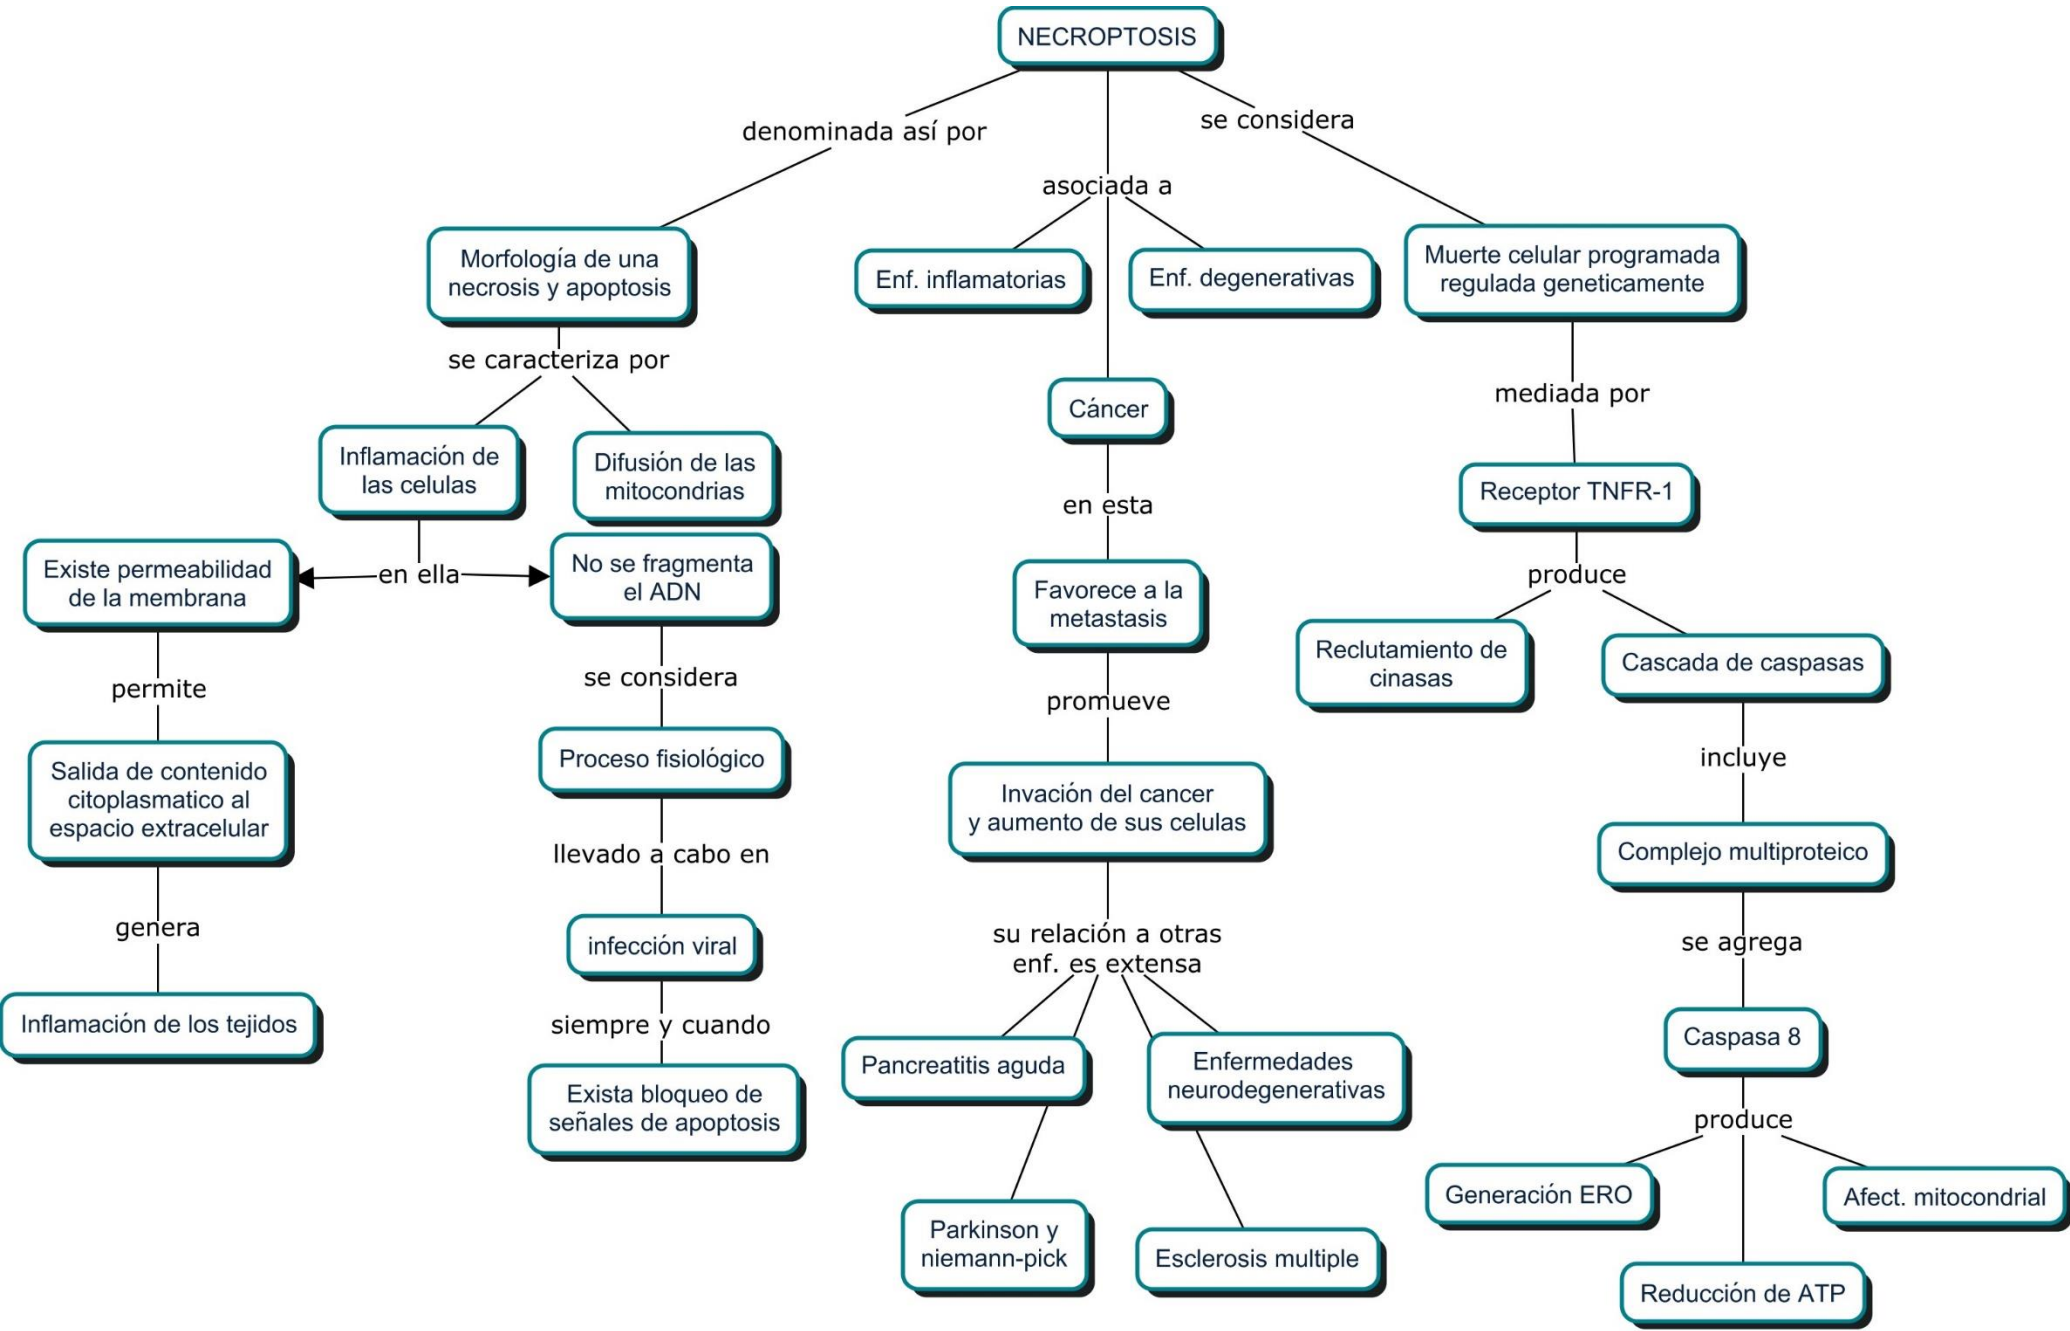 NECROPTOSIS
denominada así por
se considera
asociada a
Morfología de una
necrosis y apoptosis
Enf. inflamatorias
Enf. degenerativas
Muerte celular programada
regulada geneticamente
se caracteriza por
Inflamación de
las celulas
Difusión de las
mitocondrias
Cáncer
mediada por
Receptor TNFR-1
en esta
en ella
Existe permeabilidad
de la membrana
No se fragmenta
el ADN
Favorece a la
metastasis
produce
Reclutamiento de
cinasas
Cascada de caspasas
permite
se considera
promueve
incluye
Salida de contenido
citoplasmatico al
espacio extracelular
Proceso fisiológico
Invación del cancer
y aumento de sus celulas
Complejo multiproteico
llevado a cabo en
genera
infección viral
su relación a otras
enf. es extensa
se agrega
Inflamación de los tejidos
siempre y cuando
Caspasa 8
Pancreatitis aguda
Enfermedades
neurodegenerativas
Exista bloqueo de
señales de apoptosis
produce
Generación ERO
Afect. mitocondrial
Parkinson y
niemann-pick
Esclerosis multiple
Reducción de ATP